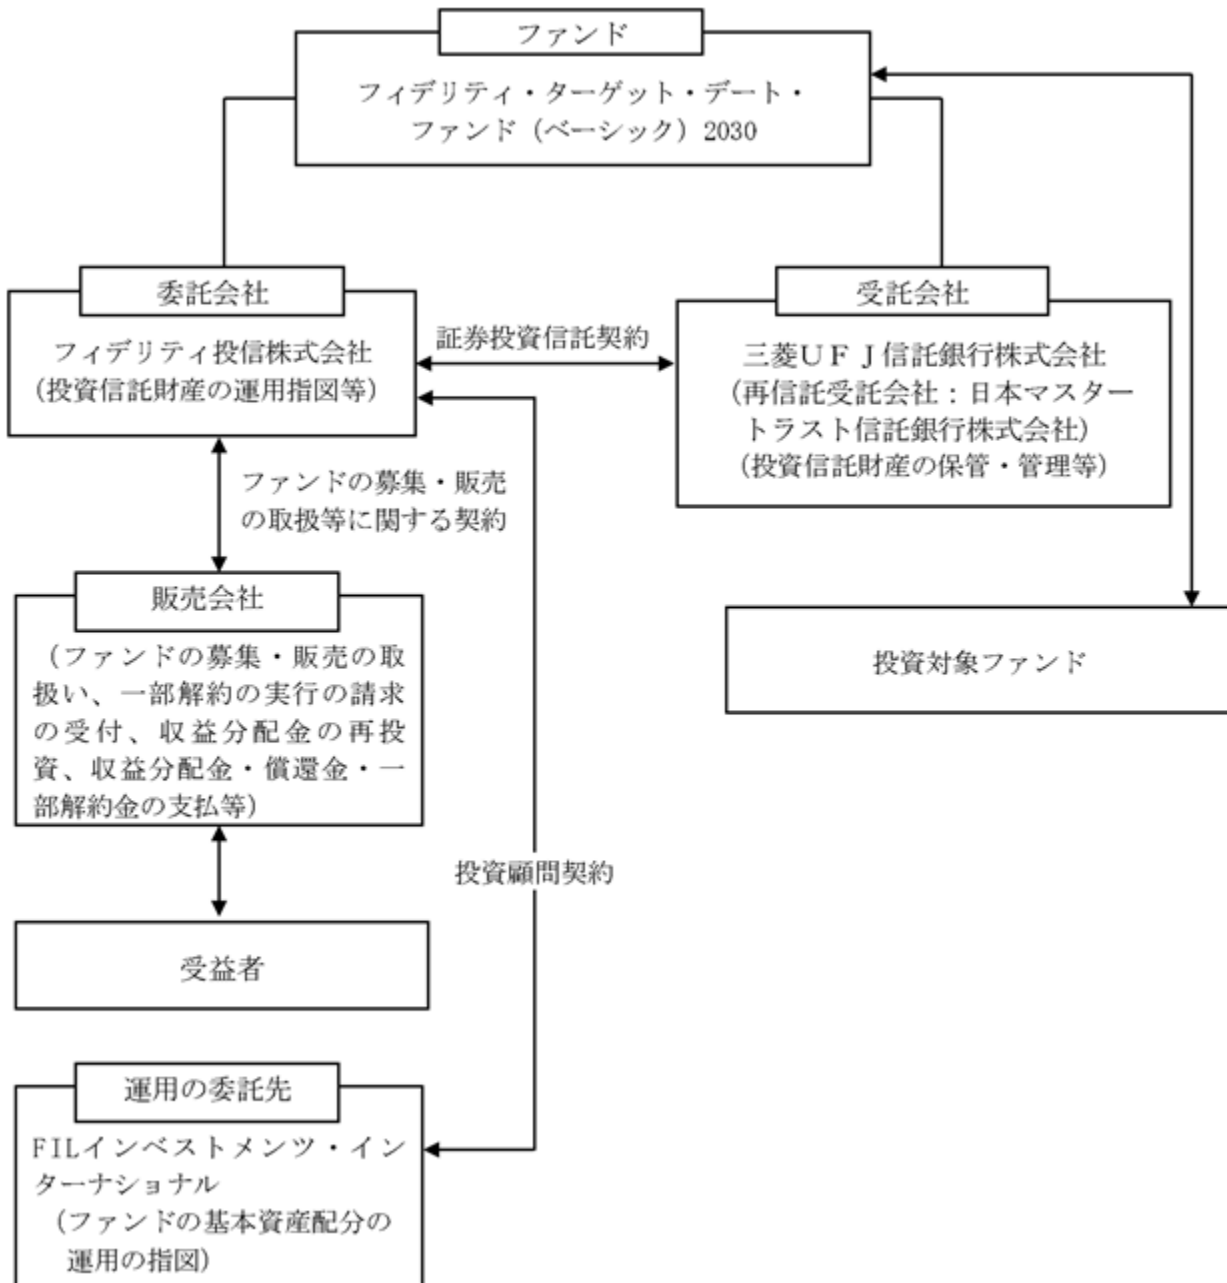 ファンド
フィデリティ・ターゲット・デート・
ファンド（ベーシック）2030
委託会社
フィデリティ投信株式会社
（投資信託財産の運用指図等）
証券投資信託契約
受託会社
三菱ＵＦＪ信託銀行株式会社
（再信託受託会社：日本マスター
トラスト信託銀行株式会社）
（投資信託財産の保管・管理等）
ファンドの募集・販売
の取扱等に関する契約
販売会社
（ファンドの募集・販売の取
扱い、一部解約の実行の請求
の受付、収益分配金の再投
資、収益分配金・償還金・一
部解約金の支払等）
投資対象ファンド
投資顧問契約
受益者
運用の委託先
FILインベストメンツ・イン
ターナショナル
（ファンドの基本資産配分の
運用の指図）